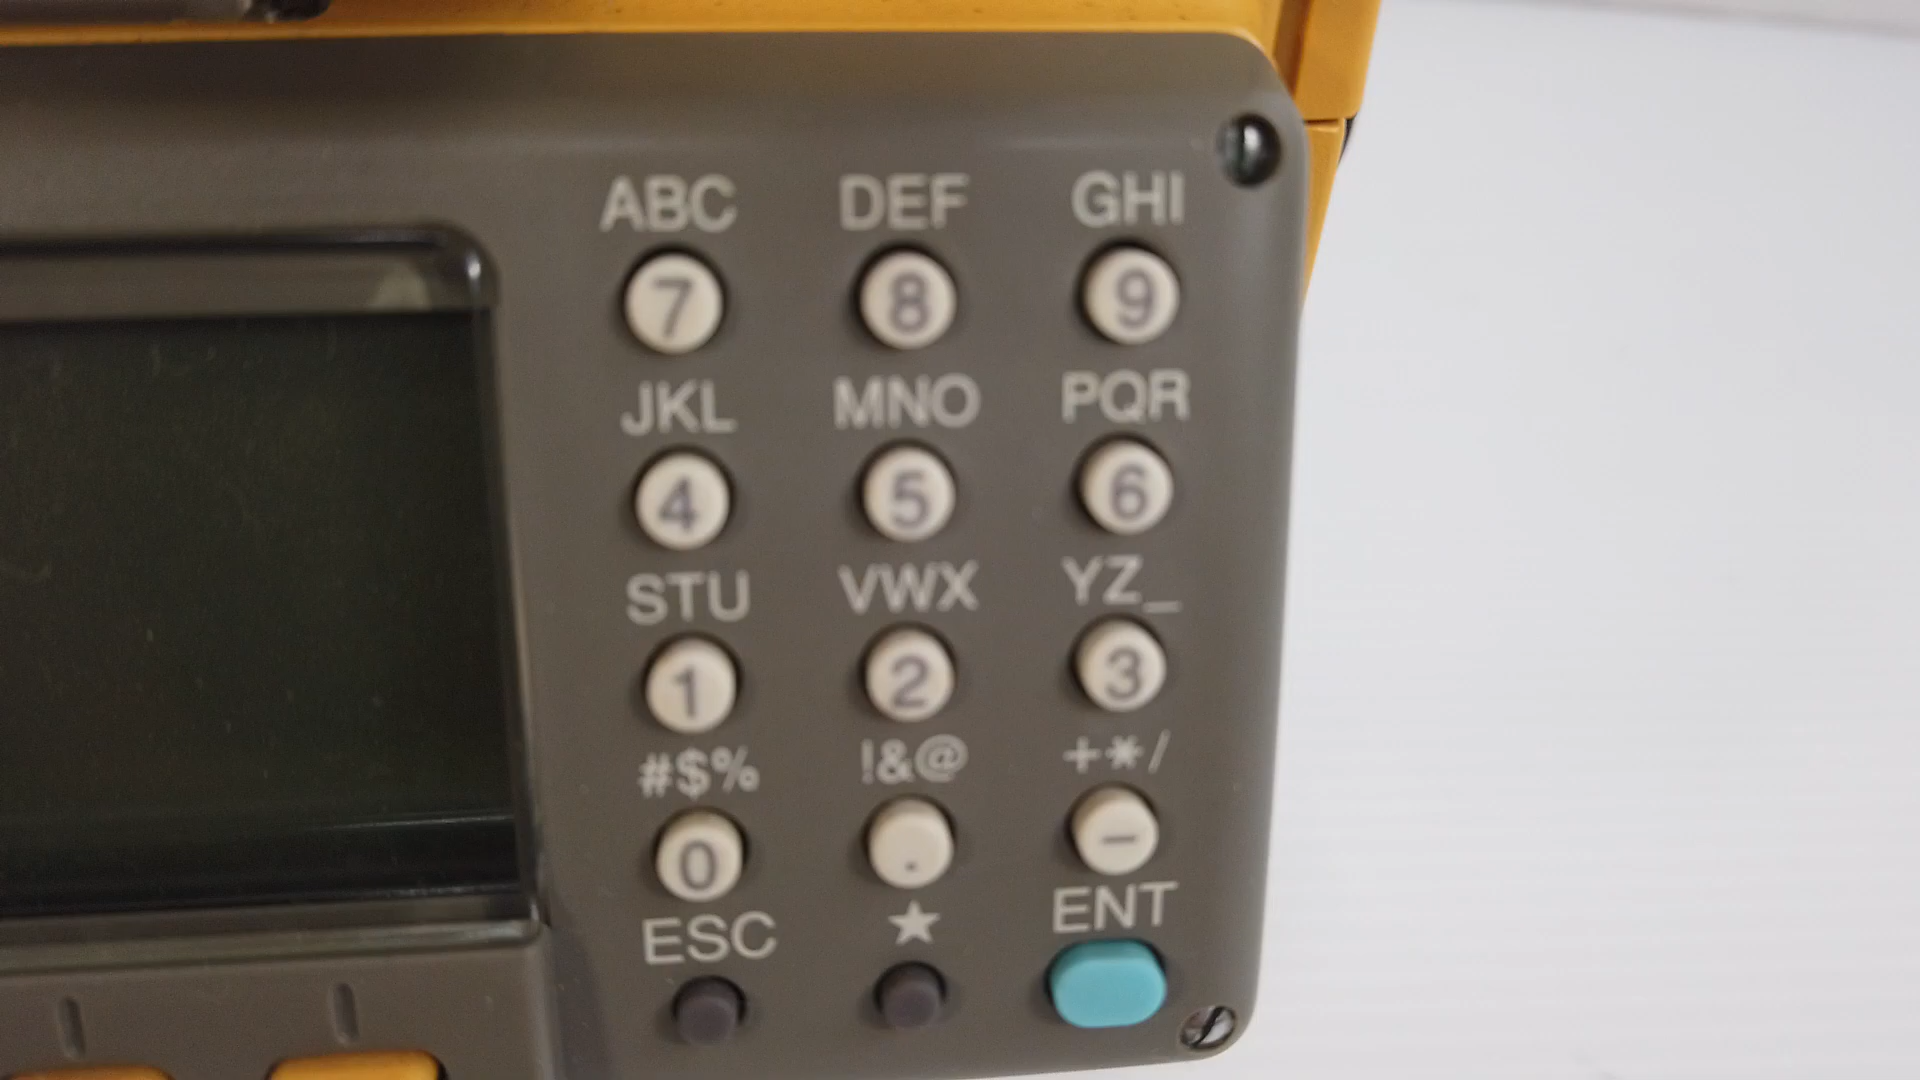 ABC DEF GHI
7 8 9
JKL MNO PQR
4 5 6
STU VWX YZ_
1 2 3
#$% !&@ +*/
0 . −
ESC ★ ENT